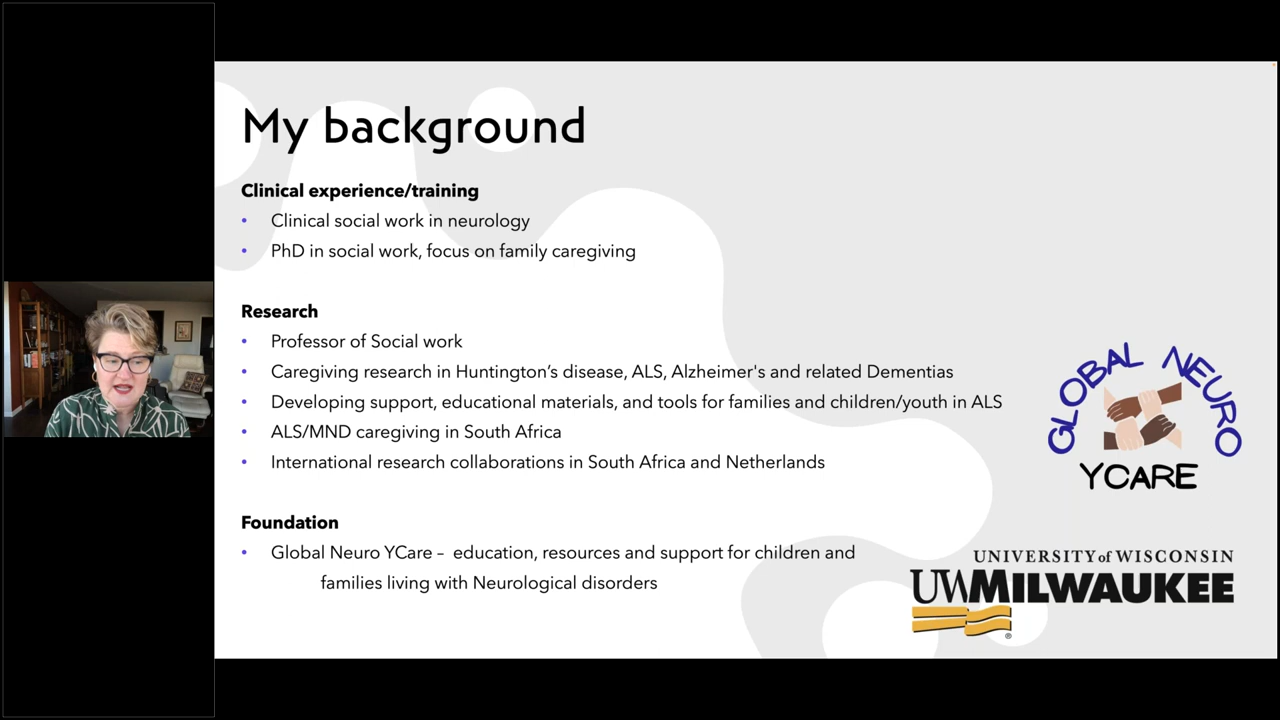 My background
Clinical experience/training
• Clinical social work in neurology
• PhD in social work, focus on family caregiving
Research
• Professor of Social work
• Caregiving research in Huntington’s disease, ALS, Alzheimer's and related Dementias
• Developing support, educational materials, and tools for families and children/youth in ALS
• ALS/MND caregiving in South Africa
• International research collaborations in South Africa and Netherlands
Foundation
• Global Neuro YCare – education, resources and support for children and
families living with Neurological disorders
GLOBAL NEURO
YCARE
UNIVERSITY of WISCONSIN
UWMILWAUKEE
®